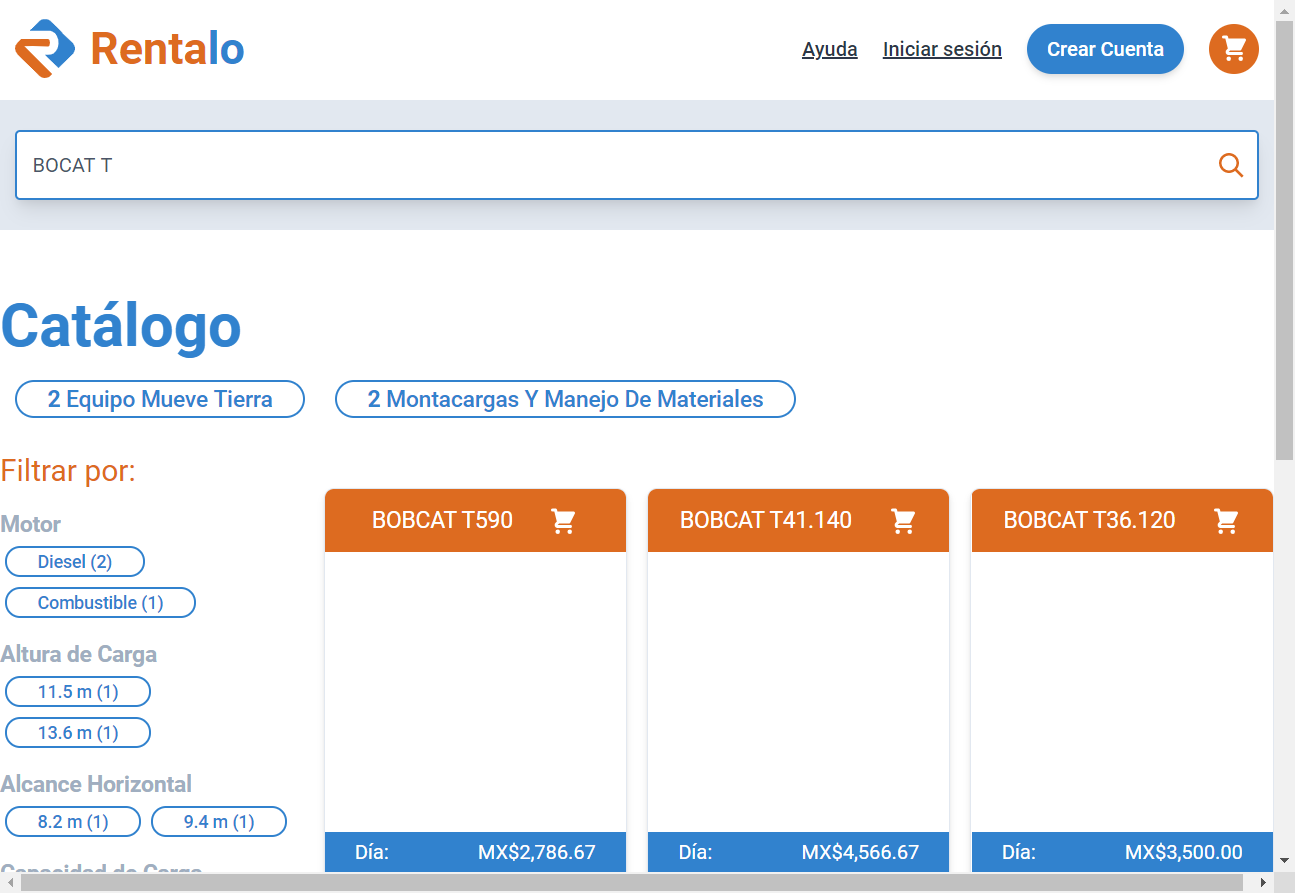 Rentalo
Ayuda
Iniciar sesión
Crear Cuenta
BOCAT T
Catálogo
2 Equipo Mueve Tierra
2 Montacargas Y Manejo De Materiales
Filtrar por:
Motor
Diesel (2)
Combustible (1)
Altura de Carga
11.5 m (1)
13.6 m (1)
Alcance Horizontal
8.2 m (1)
9.4 m (1)
Capacidad de Carga
BOBCAT T590
Día: MX$2,786.67
BOBCAT T41.140
Día: MX$4,566.67
BOBCAT T36.120
Día: MX$3,500.00